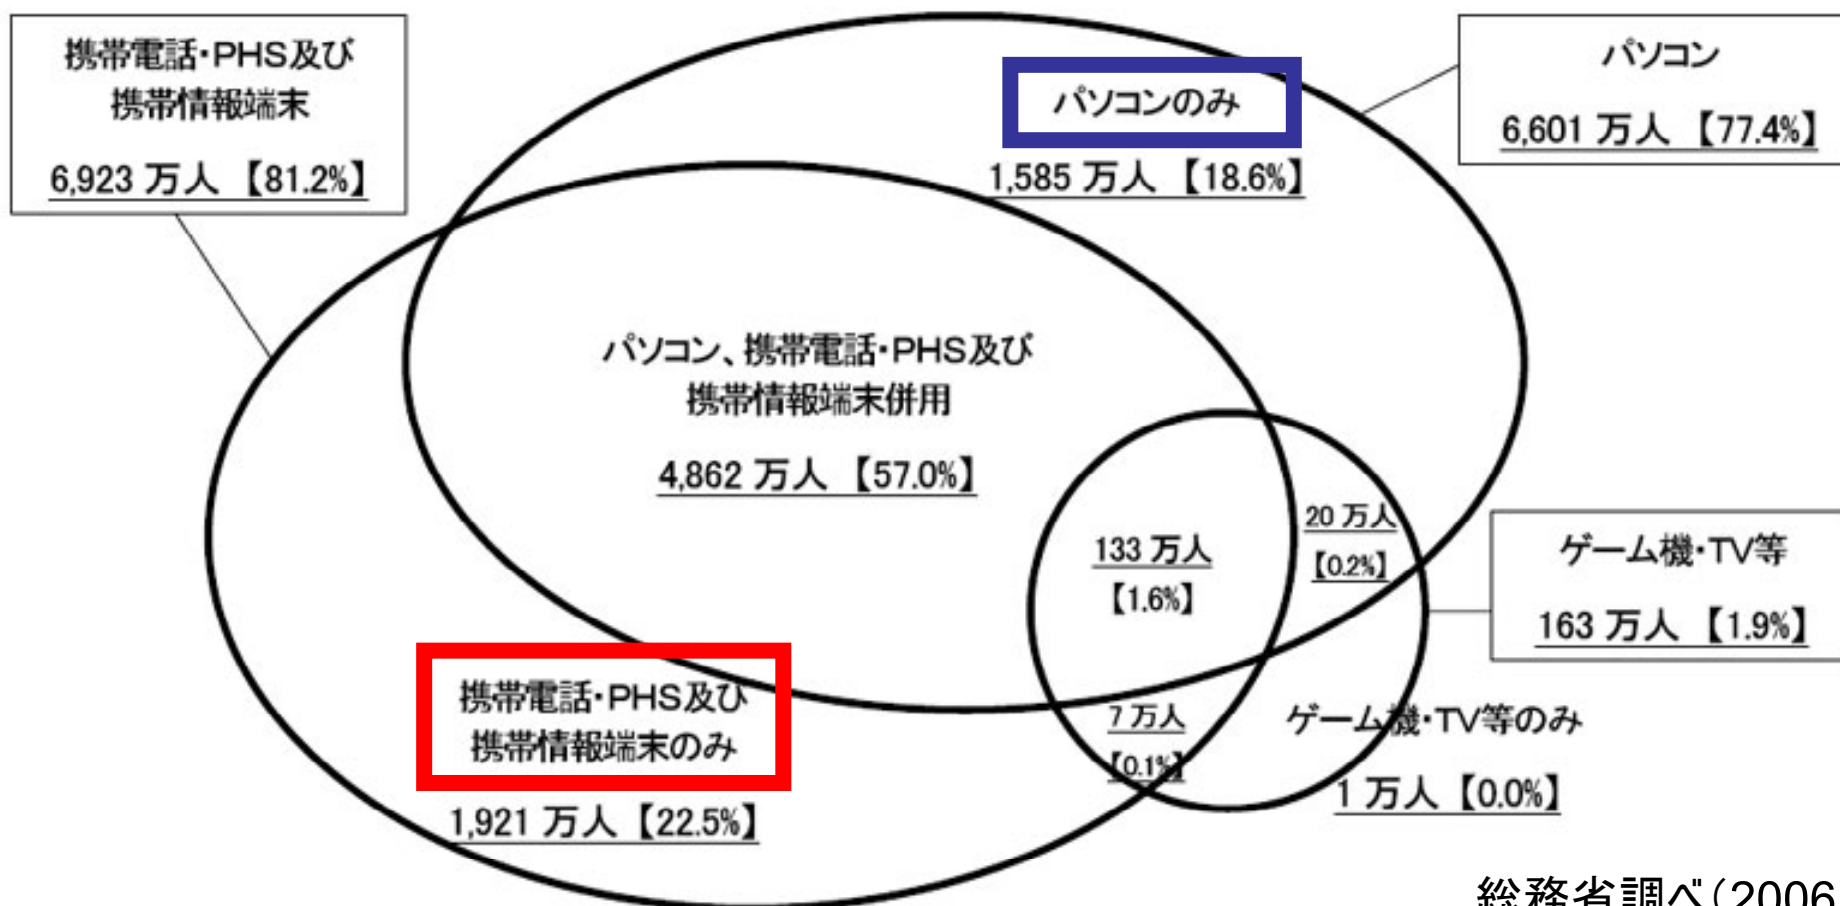 携帯電話・PHS及び
携帯情報端末
6,923 万人 【81.2%】
パソコンのみ
1,585 万人 【18.6%】
パソコン
6,601 万人 【77.4%】
パソコン、携帯電話・PHS及び
携帯情報端末併用
4,862 万人 【57.0%】
133 万人
【1.6%】
20 万人
【0.2%】
ゲーム機・TV等
163 万人 【1.9%】
携帯電話・PHS及び
携帯情報端末のみ
1,921 万人【22.5%】
7 万人
【0.1%】
ゲーム機・TV等のみ
1 万人【0.0%】
総務省調べ(2006